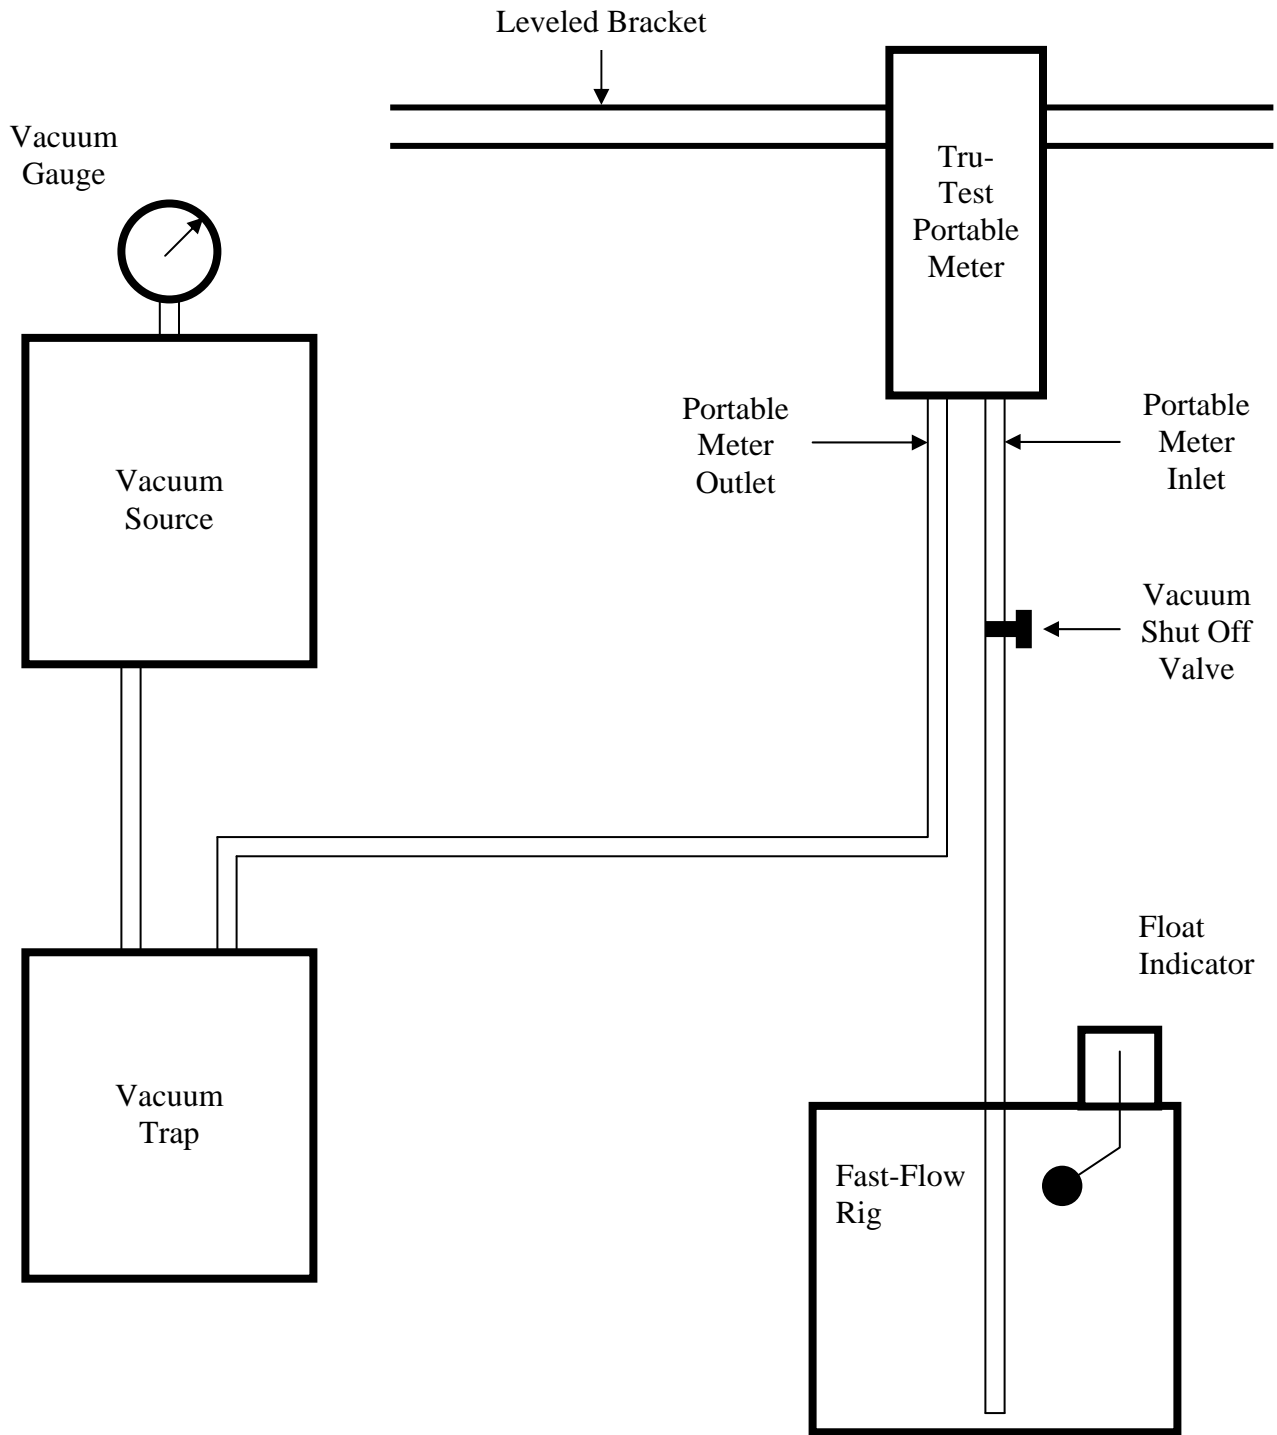 Leveled Bracket
Vacuum
Gauge
Tru-
Test
Portable
Meter
Portable
Meter
Outlet
Portable
Meter
Inlet
Vacuum
Source
Vacuum
Shut Off
Valve
Float
Indicator
Vacuum
Trap
Fast-Flow
Rig